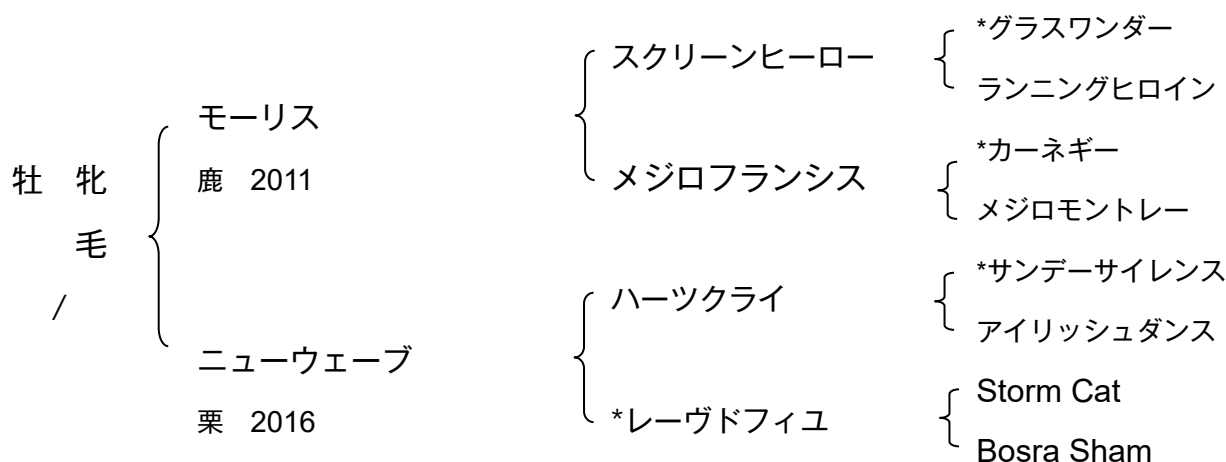 牡　牝
毛
/
モーリス
鹿　2011
ニューウェーブ
栗　2016
スクリーンヒーロー
メジロフランシス
ハーツクライ
*レーヴドフィユ
*グラスワンダー
ランニングヒロイン
*カーネギー
メジロモントレー
*サンデーサイレンス
アイリッシュダンス
Storm Cat
Bosra Sham